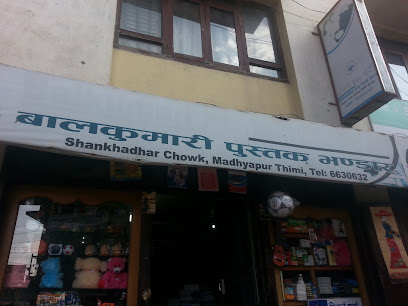 बालकुमारी पुस्तक भण्डार
Shankhadhar Chowk, Madhyapur Thimi, Tel: 6630632